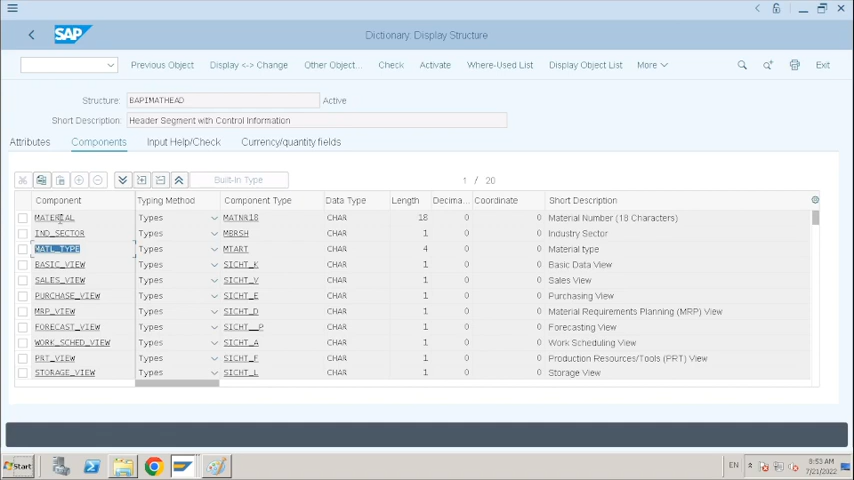 SAP
Dictionary: Display Structure
Previous Object Display <-> Change Other Object... Check Activate Where-Used List Display Object List More Exit
Structure: BAPIMATHEAD Active
Short Description: Header Segment with Control Information
Attributes Components Input Help/Check Currency/quantity fields
Built-in Type 1 / 20
Component Typing Method Component Type Data Type Length Decima... Coordinate Short Description
MATERIAL Types MATNR18 CHAR 18 0 0 Material Number (18 Characters)
IND_SECTOR Types MBRSH CHAR 1 0 0 Industry Sector
MATL_TYPE Types MTART CHAR 4 0 0 Material type
BASIC_VIEW Types SICHT_K CHAR 1 0 0 Basic Data View
SALES_VIEW Types SICHT_V CHAR 1 0 0 Sales View
PURCHASE_VIEW Types SICHT_E CHAR 1 0 0 Purchasing View
MRP_VIEW Types SICHT_D CHAR 1 0 0 Material Requirements Planning (MRP) View
FORECAST_VIEW Types SICHT__P CHAR 1 0 0 Forecasting View
WORK_SCHED_VIEW Types SICHT_A CHAR 1 0 0 Work Scheduling View
PRT_VIEW Types SICHT_F CHAR 1 0 0 Production Resources/Tools (PRT) View
STORAGE_VIEW Types SICHT_L CHAR 1 0 0 Storage View
Start EN 8:53 AM
7/21/2022